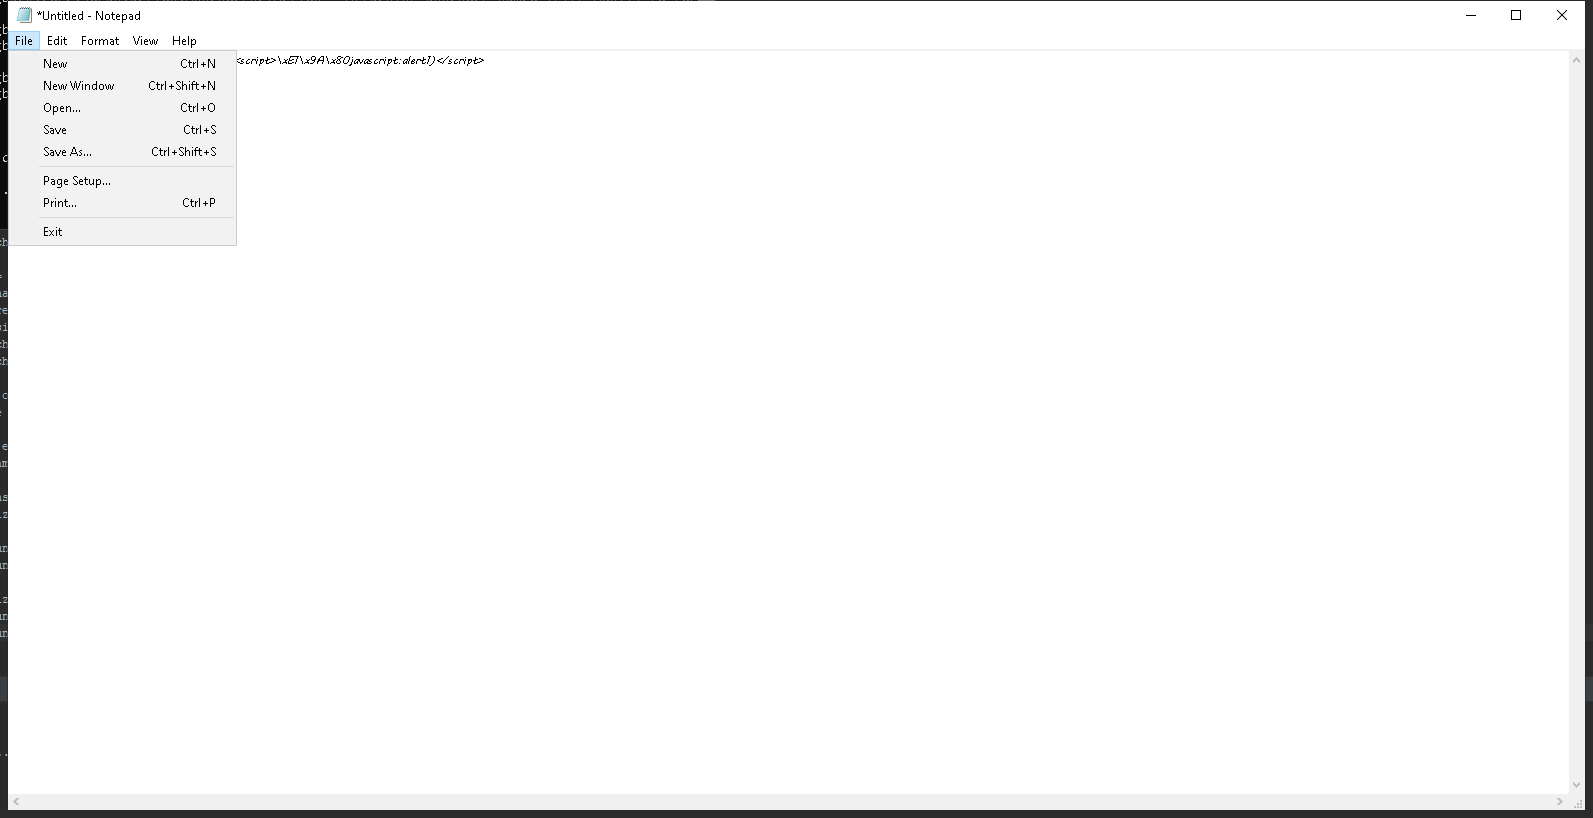 *Untitled - Notepad
File Edit Format View Help
<script>\xE1\x9A\x80javascript:alert1)</script>
New Ctrl+N
New Window Ctrl+Shift+N
Open... Ctrl+O
Save Ctrl+S
Save As... Ctrl+Shift+S
Page Setup...
Print... Ctrl+P
Exit